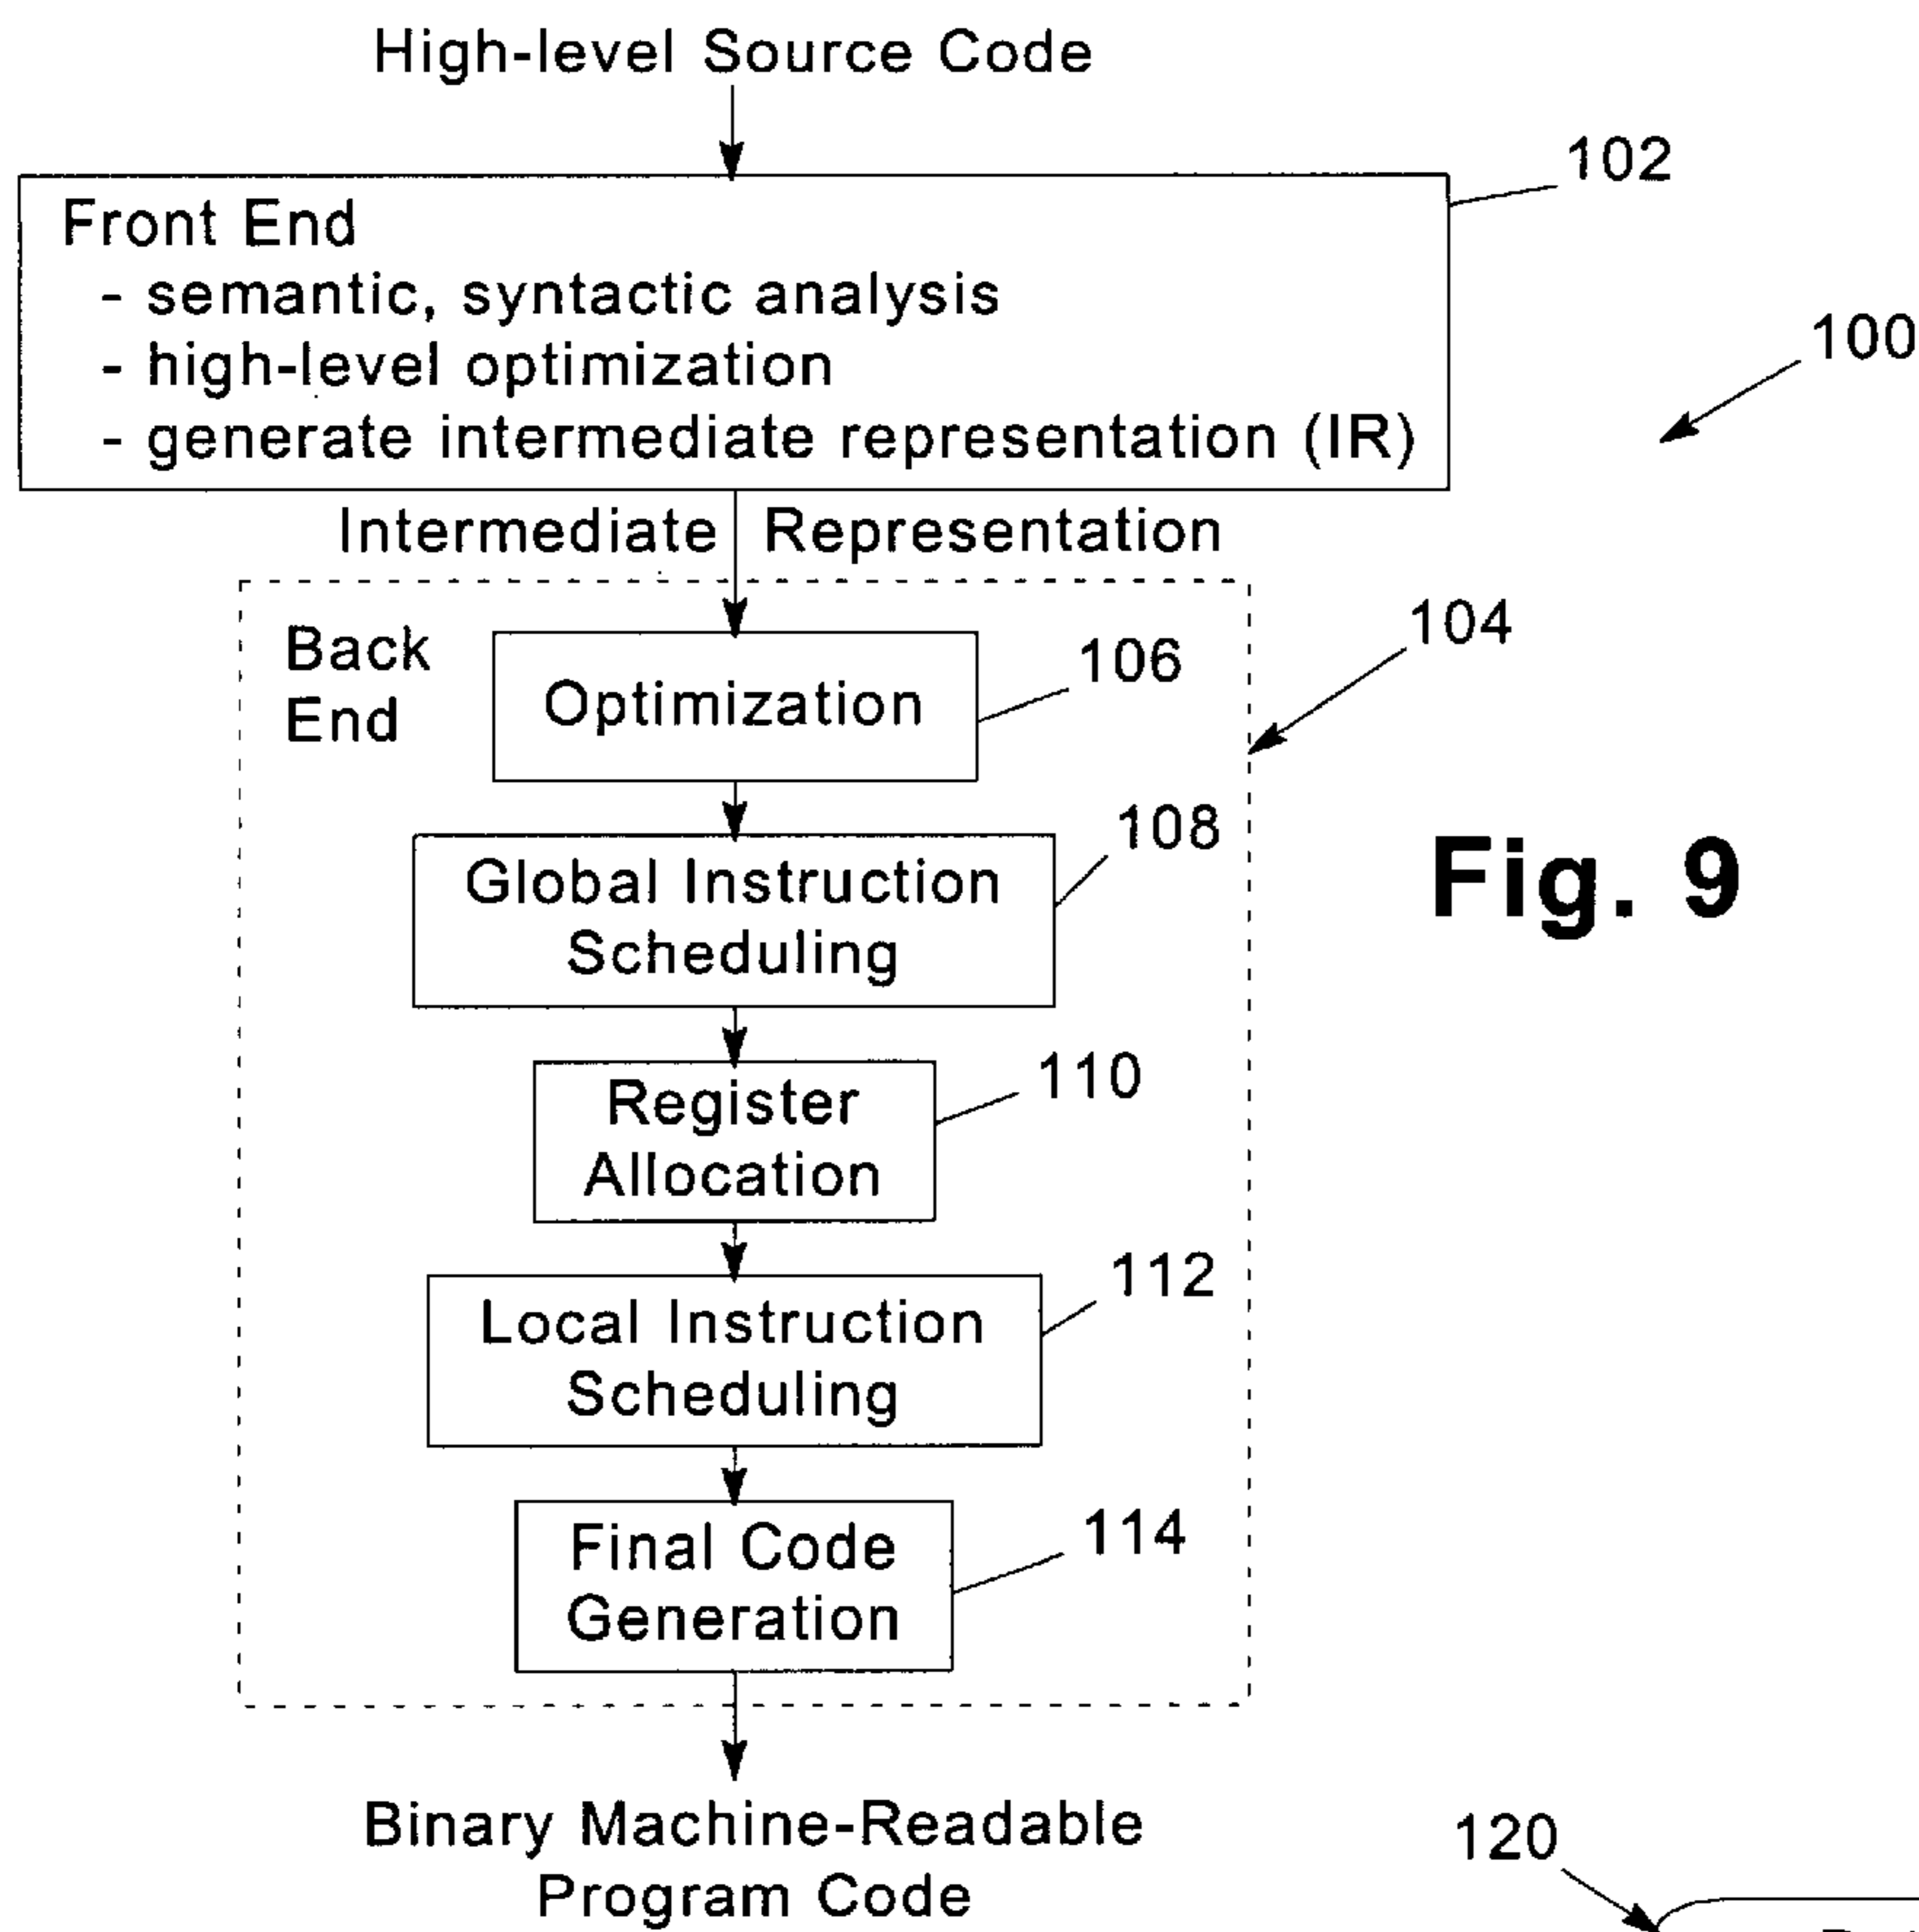 High-level Source Code
102
Front End
- semantic, syntactic analysis
- high-level optimization
- generate intermediate representation (IR)
100
Intermediate Representation
104
Back
End
Optimization
106
108
Global Instruction
Scheduling
Fig. 9
110
Register
Allocation
112
Local Instruction
Scheduling
114
Final Code
Generation
Binary Machine-Readable
Program Code
120